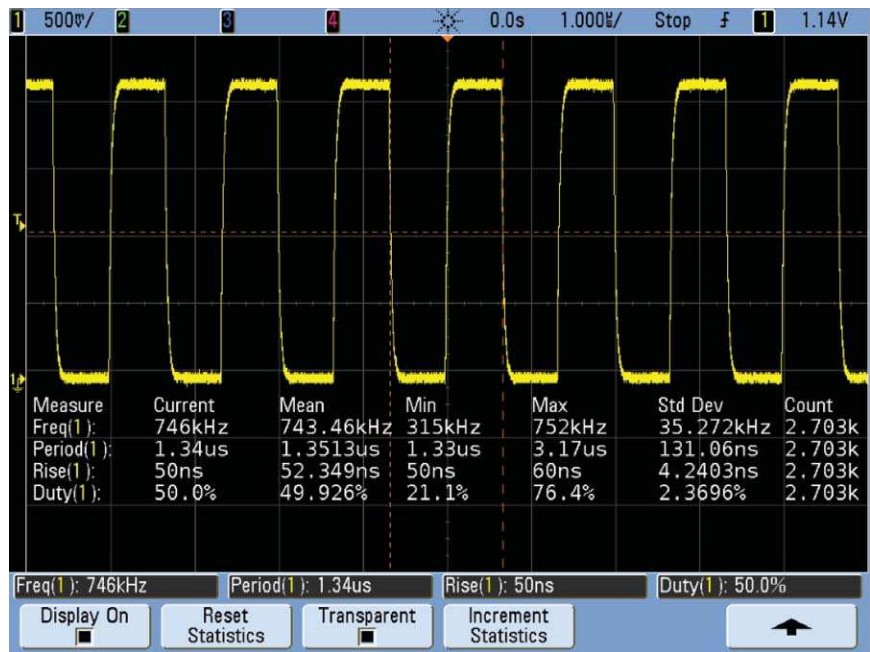 1 500mV/ 2 3 4 0.0s 1.000us/ Stop 1 1.14V
T
1
Measure Current Mean Min Max Std Dev Count
Freq(1): 746kHz 743.46kHz 315kHz 752kHz 35.272kHz 2.703k
Period(1): 1.34us 1.3513us 1.33us 3.17us 131.06ns 2.703k
Rise(1): 50ns 52.349ns 50ns 60ns 4.2403ns 2.703k
Duty(1): 50.0% 49.926% 21.1% 76.4% 2.3696% 2.703k
Freq(1): 746kHz Period(1): 1.34us Rise(1): 50ns Duty(1): 50.0%
Display On Reset Statistics Transparent Increment Statistics